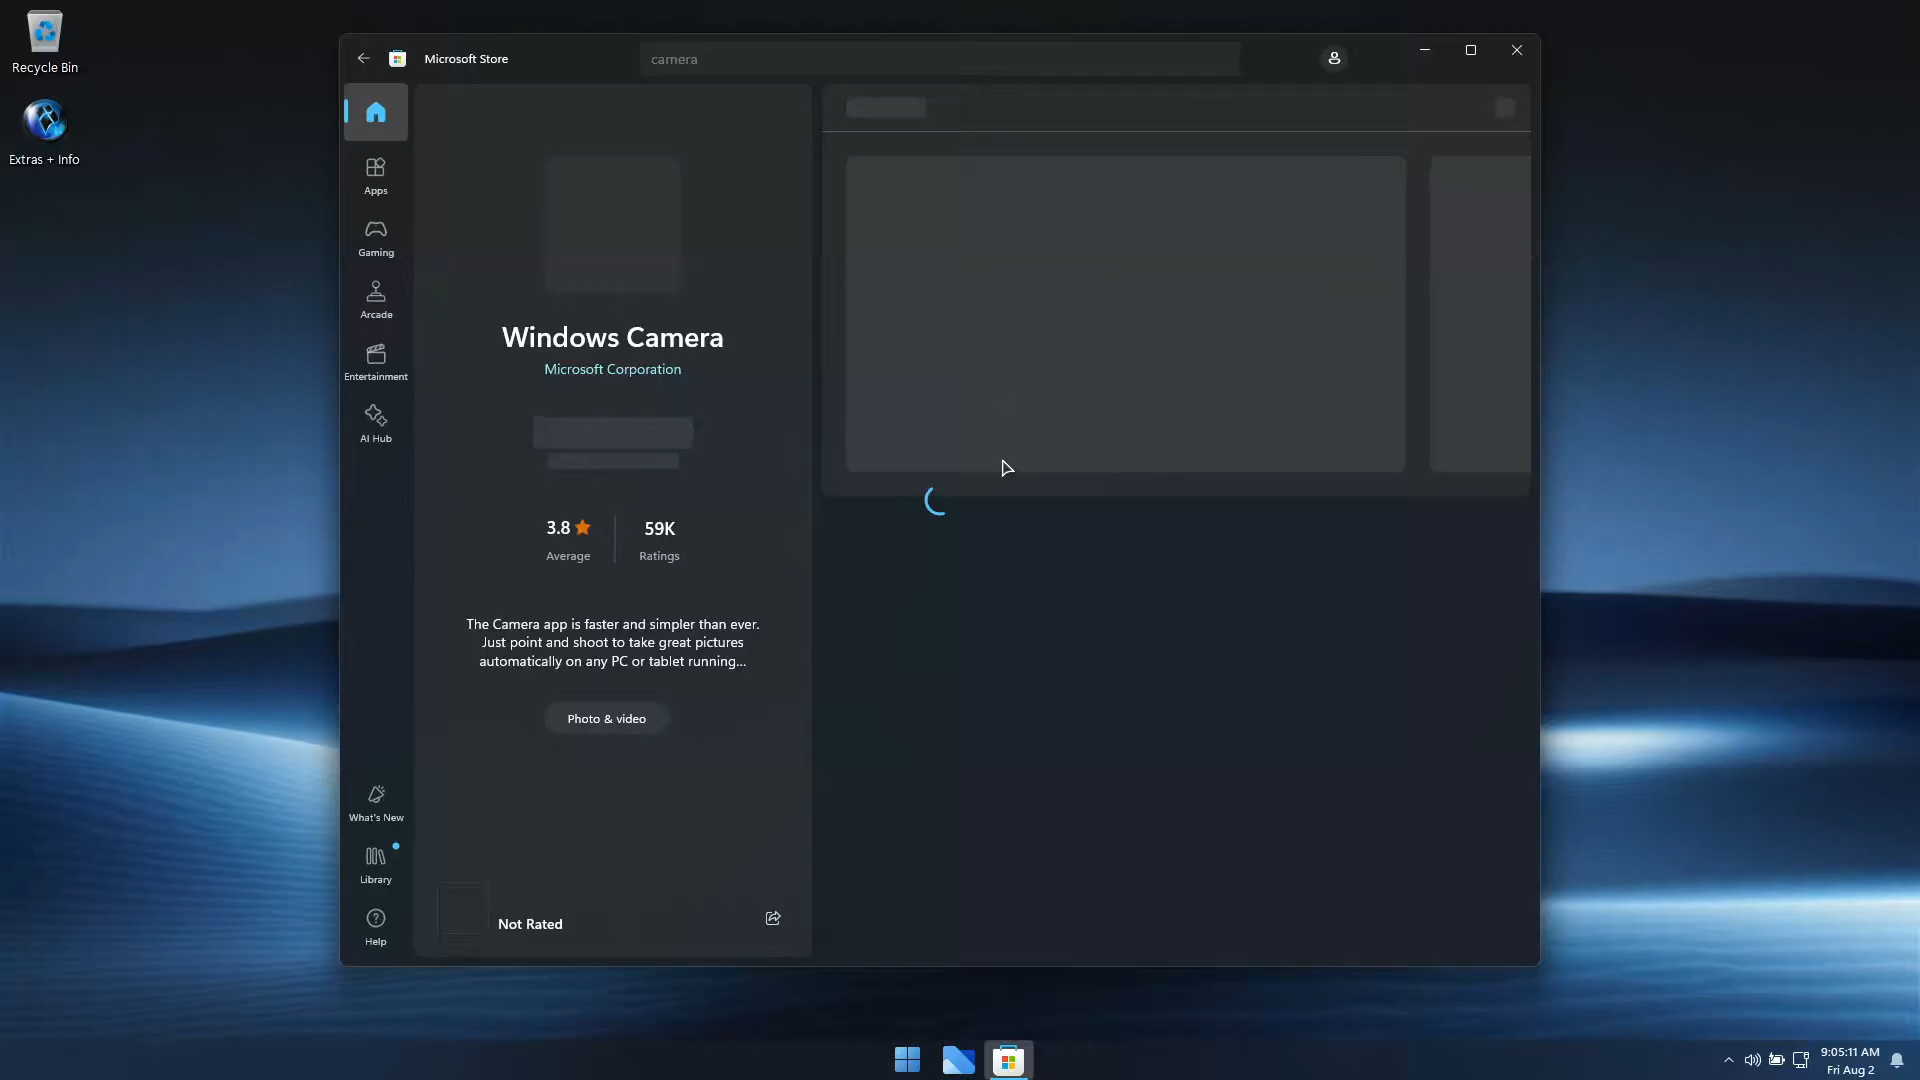 Recycle Bin
Extras + Info
Microsoft Store
camera
Apps
Gaming
Arcade
Entertainment
AI Hub
What's New
Library
Help
Windows Camera
Microsoft Corporation
3.8
59K
Average
Ratings
The Camera app is faster and simpler than ever.
Just point and shoot to take great pictures
automatically on any PC or tablet running...
Photo & video
Not Rated
9:05:11 AM
Fri Aug 2